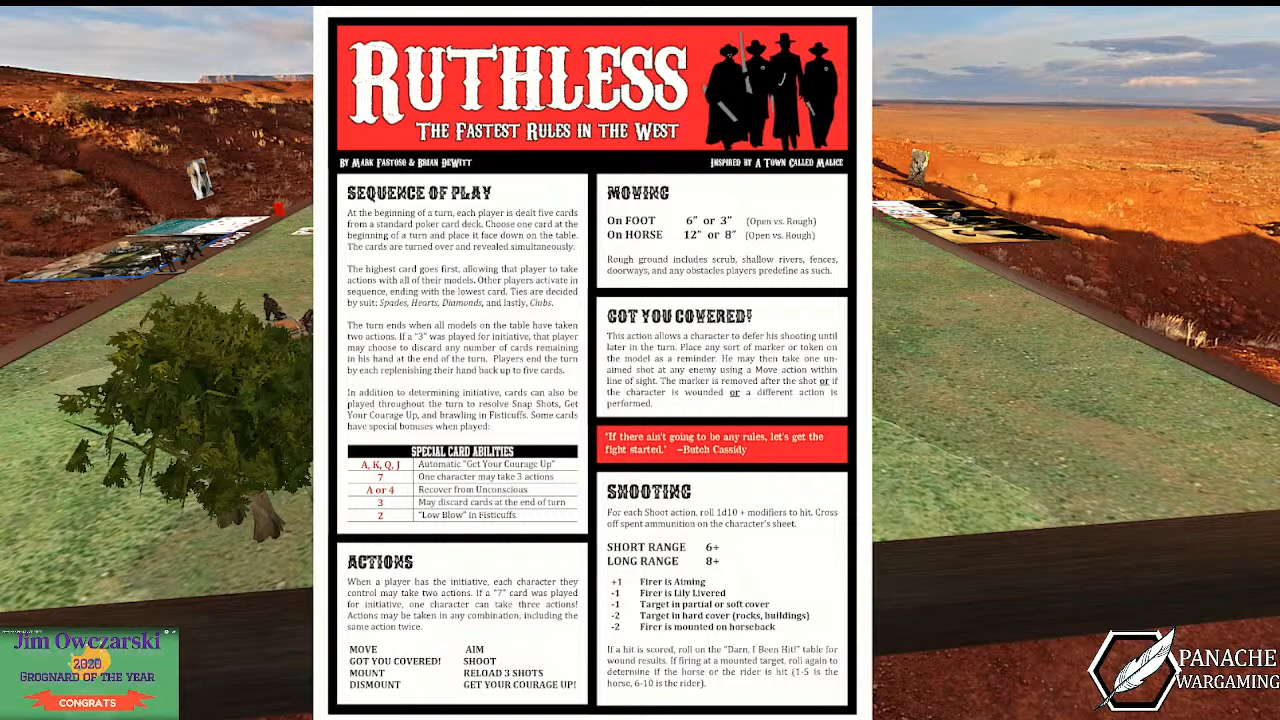 RUTHLESS
THE FASTEST RULES IN THE WEST
BY MARK FASTOSO & BRIAN DEWITT
INSPIRED BY A TOWN CALLED MALICE
SEQUENCE OF PLAY
At the beginning of a turn, each player is dealt five cards
from a standard poker card deck. Choose one card at the
beginning of a turn and place it face down on the table.
The cards are turned over and revealed simultaneously.
The highest card goes first, allowing that player to take
actions with all of their models. Other players activate in
sequence, ending with the lowest card. Ties are decided
by suit: Spades, Hearts, Diamonds, and lastly, Clubs.
The turn ends when all models on the table have taken
two actions. If a "3" was played for initiative, that player
may choose to discard any number of cards remaining
in his hand at the end of the turn. Players end the turn
by each replenishing their hand back up to five cards.
In addition to determining initiative, cards can also be
played throughout the turn to resolve Snap Shots, Get
Your Courage Up, and brawling in Fisticuffs. Some cards
have special bonuses when played:
SPECIAL CARD ABILITIES
A, K, Q, J Automatic "Get Your Courage Up"
7 One character may take 3 actions
A or 4 Recover from Unconscious
3 May discard cards at the end of turn
2 "Low Blow" in Fisticuffs
ACTIONS
When a player has the initiative, each character they
control may take two actions. If a "7" card was played
for initiative, one character can take three actions!
Actions may be taken in any combination, including the
same action twice.
MOVE AIM
GOT YOU COVERED! SHOOT
MOUNT RELOAD 3 SHOTS
DISMOUNT GET YOUR COURAGE UP!
MOVING
On FOOT 6" or 3" (Open vs. Rough)
On HORSE 12" or 8" (Open vs. Rough)
Rough ground includes scrub, shallow rivers, fences,
doorways, and any obstacles players predefine as such.
GOT YOU COVERED!
This action allows a character to defer his shooting until
later in the turn. Place any sort of marker or token on
the model as a reminder. He may then take one un-
aimed shot at any enemy using a Move action within
line of sight. The marker is removed after the shot or if
the character is wounded or a different action is
performed.
"If there ain't going to be any rules, let's get the
fight started." –Butch Cassidy
SHOOTING
For each Shoot action, roll 1d10 + modifiers to hit. Cross
off spent ammunition on the character's sheet.
SHORT RANGE 6+
LONG RANGE 8+
+1 Firer is Aiming
-1 Firer is Lily Livered
-1 Target in partial or soft cover
-2 Target in hard cover (rocks, buildings)
-2 Firer is mounted on horseback
If a hit is scored, roll on the "Darn, I Been Hit!" table for
wound results. If firing at a mounted target, roll again to
determine if the horse or the rider is hit (1-5 is the
horse, 6-10 is the rider).
Jim Owczarski
2020
GROGNARD OF THE YEAR
CONGRATS
PANACHE
WARGAMING